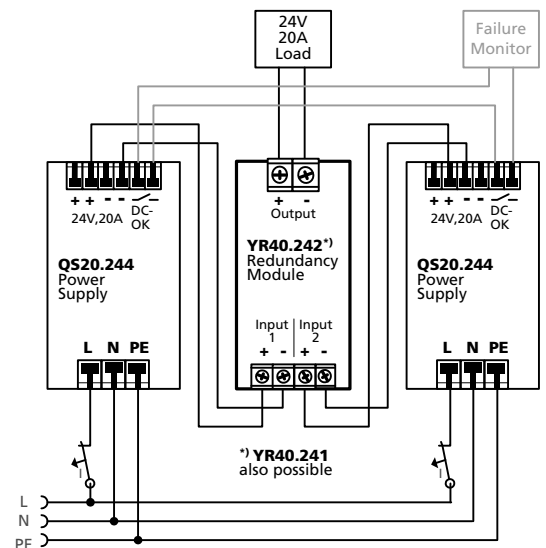 24V
20A
Load
Failure
Monitor
+ + - - DC-
24V,20A OK
QS20.244
Power
Supply
L N PE
+ -
Output
YR40.242*)
Redundancy
Module
Input Input
1 2
+ - + -
+ + - - DC-
24V,20A OK
QS20.244
Power
Supply
L N PE
I
I
*) YR40.241
also possible
L
N
PE